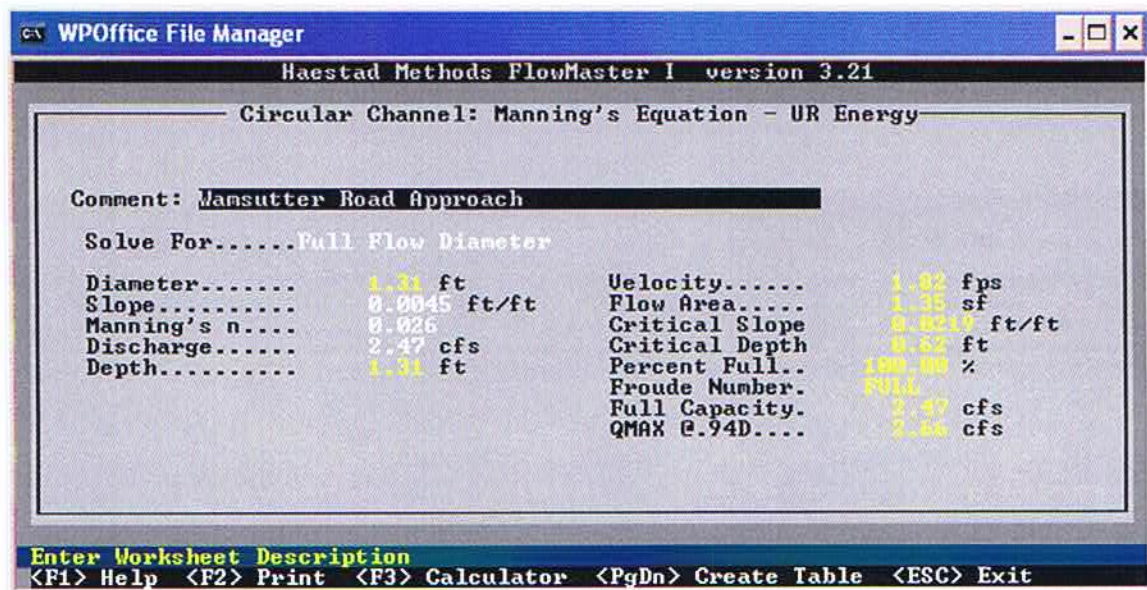 WPOffice File Manager
Haestad Methods FlowMaster I version 3.21
Circular Channel: Manning's Equation - UR Energy
Comment: Wamsutter Road Approach
Solve For......Full Flow Diameter
Diameter....... 1.31 ft
Slope.......... 0.0045 ft/ft
Manning's n.... 0.026
Discharge...... 2.47 cfs
Depth.......... 1.31 ft
Velocity...... 1.82 fps
Flow Area...... 1.35 sf
Critical Slope 0.0219 ft/ft
Critical Depth 0.62 ft
Percent Full.. 100.00 %
Froude Number. FULL
Full Capacity. 2.47 cfs
QMAX @.94D.... 2.66 cfs
Enter Worksheet Description
<F1> Help <F2> Print <F3> Calculator <PgDn> Create Table <ESC> Exit